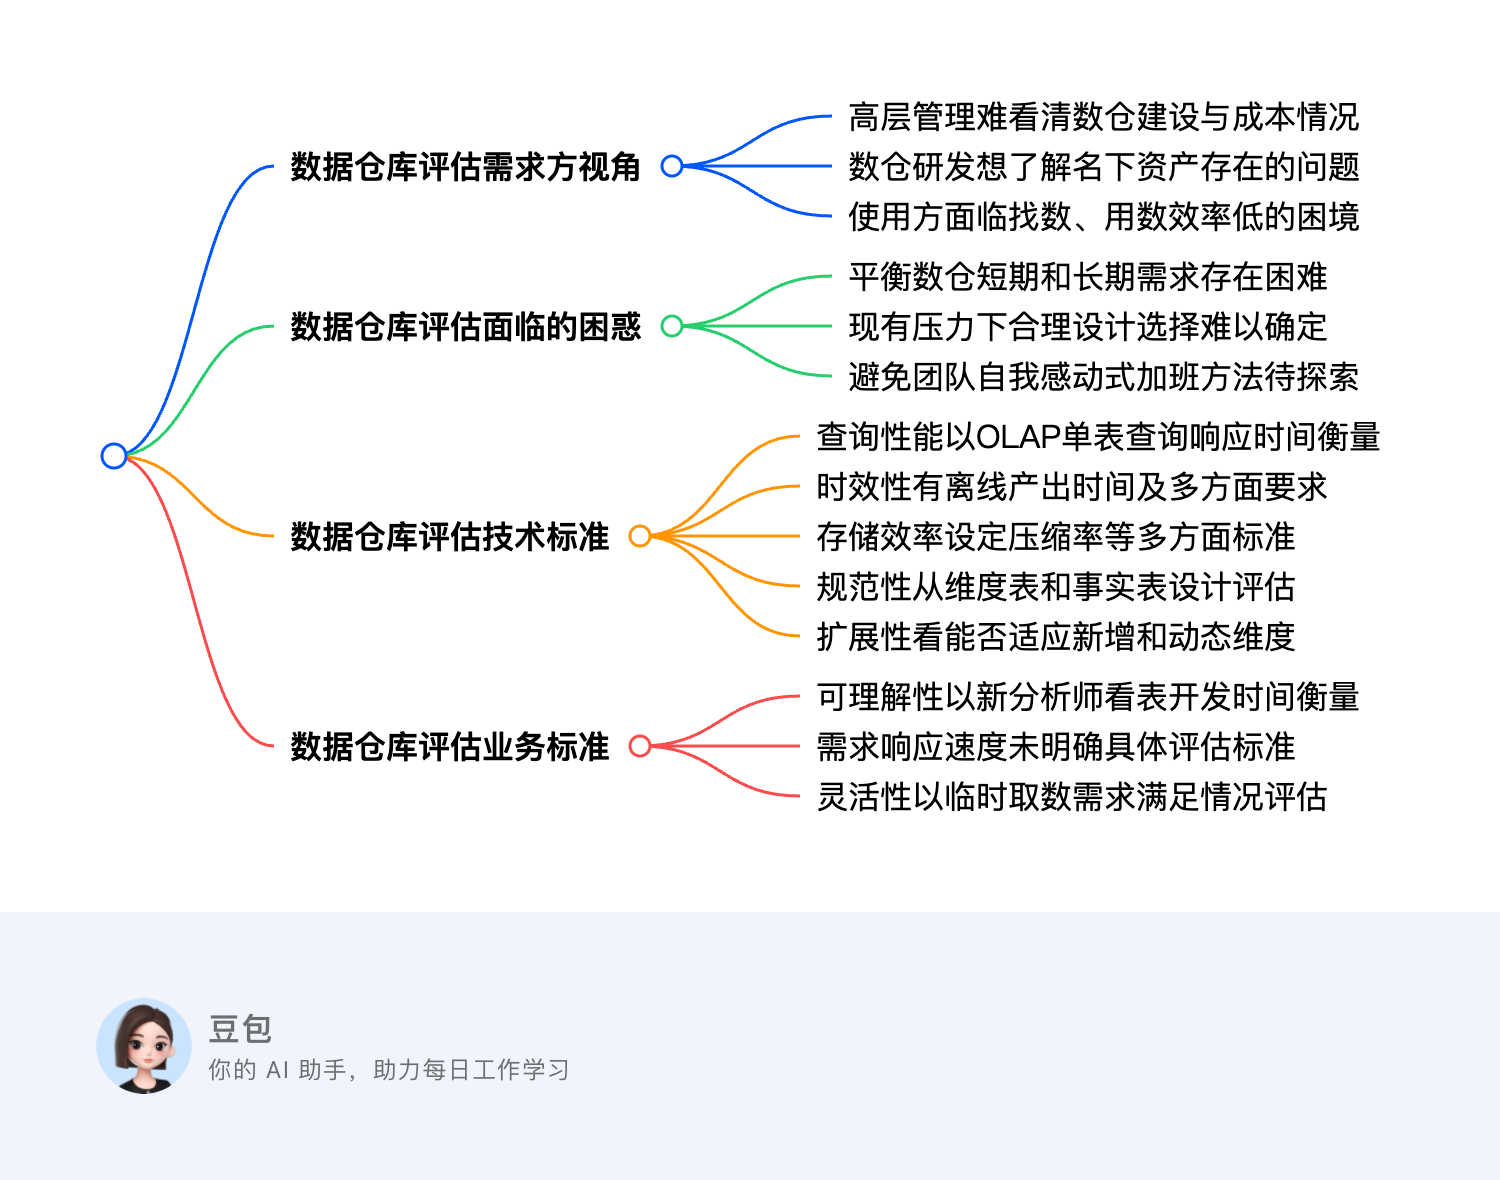 数据仓库评估需求方视角
高层管理难看清数仓建设与成本情况
数仓研发想了解名下资产存在的问题
使用方面临找数、用数效率低的困境
数据仓库评估面临的困惑
平衡数仓短期和长期需求存在困难
现有压力下合理设计选择难以确定
避免团队自我感动式加班方法待探索
数据仓库评估技术标准
查询性能以OLAP单表查询响应时间衡量
时效性有离线产出时间及多方面要求
存储效率设定压缩率等多方面标准
规范性从维度表和事实表设计评估
扩展性看能否适应新增和动态维度
数据仓库评估业务标准
可理解性以新分析师看表开发时间衡量
需求响应速度未明确具体评估标准
灵活性以临时取数需求满足情况评估
豆包
你的 AI 助手，助力每日工作学习